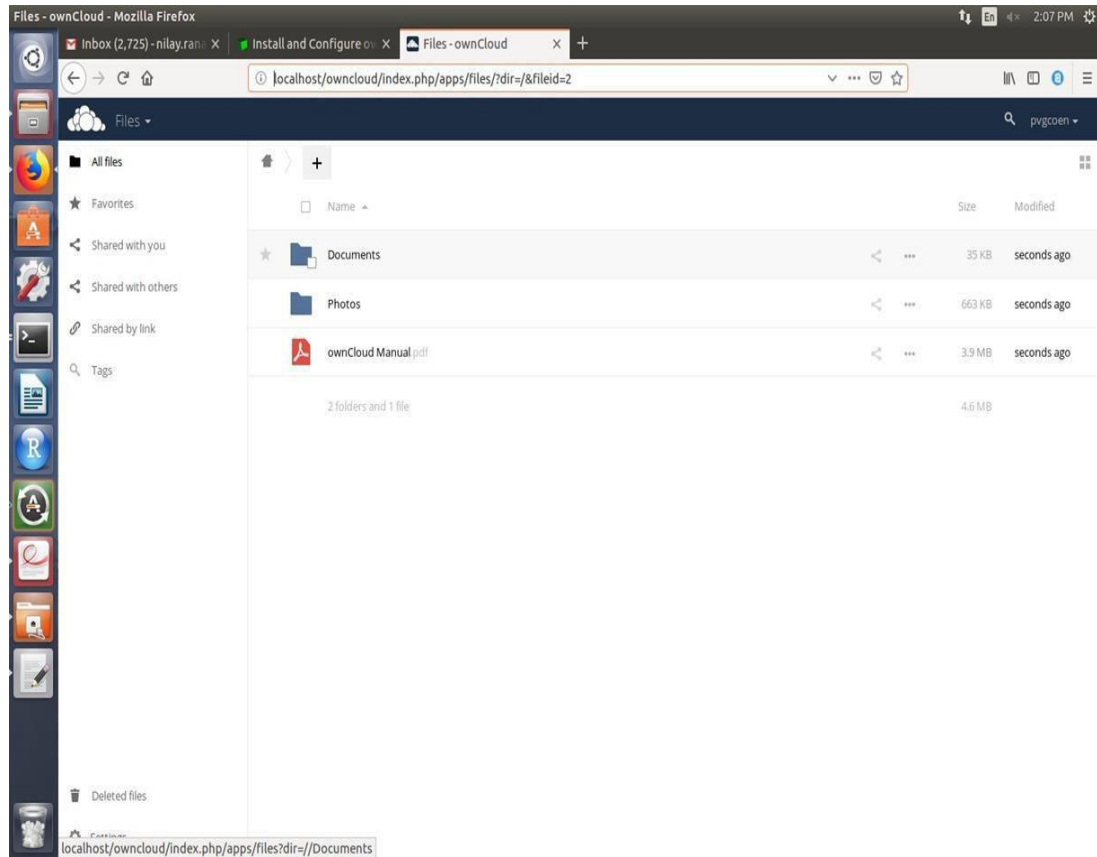 Files - ownCloud - Mozilla Firefox En 2:07 PM
Inbox (2,725) - nilay.rana Install and Configure ow Files - ownCloud
localhost/owncloud/index.php/apps/files/?dir=/&fileid=2
Files pvgcoen
All files
Favorites
Shared with you
Shared with others
Shared by link
Tags
Deleted files
Settings
Name Size Modified
Documents 35 KB seconds ago
Photos 663 KB seconds ago
ownCloud Manual.pdf 3.9 MB seconds ago
2 folders and 1 file 4.6 MB
localhost/owncloud/index.php/apps/files?dir=//Documents